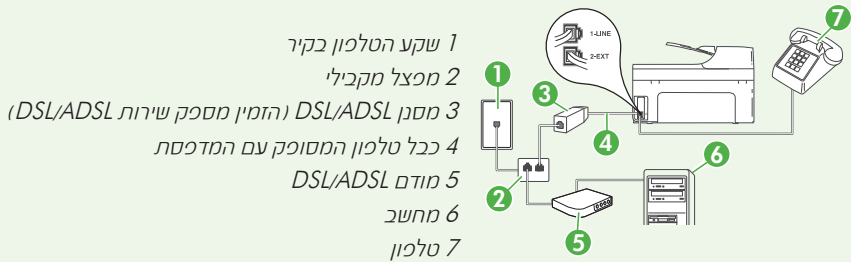 1 שקע הטלפון בקיר
2 מפצל מקבילי
3 מסנן DSL/ADSL (הזמין מספק שירות DSL/ADSL)
4 כבל טלפון המסופק עם המדפסת
5 מודם DSL/ADSL
6 מחשב
7 טלפון
1-LINE
2-EXT
1
2
3
4
5
6
7